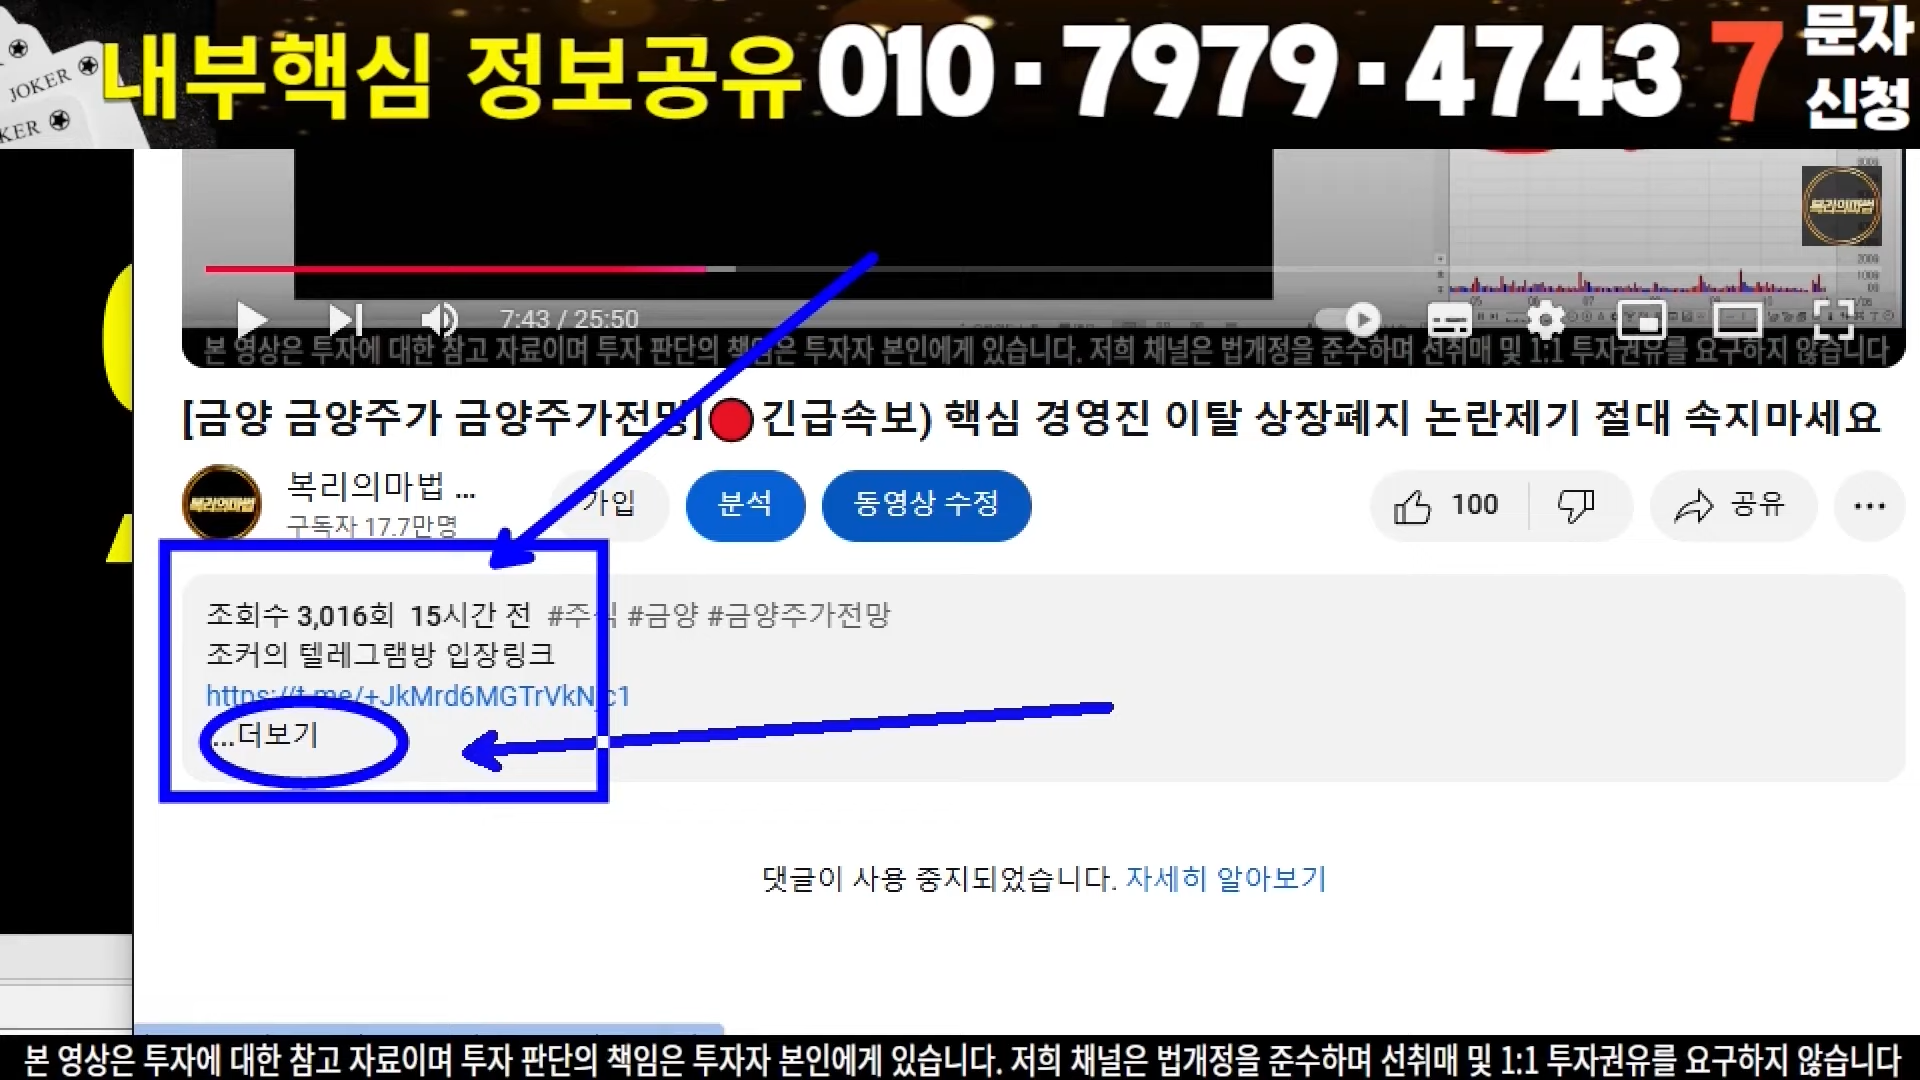 내부핵심 정보공유 010·7979·4743 7 문자
신청
JOKER
KER
복리의마법
7:43 / 25:50
본 영상은 투자에 대한 참고 자료이며 투자 판단의 책임은 투자자 본인에게 있습니다. 저희 채널은 법개정을 준수하며 선취매 및 1:1 투자권유를 요구하지 않습니다
[금양 금양주가 금양주가전망]🔴긴급속보) 핵심 경영진 이탈 상장폐지 논란제기 절대 속지마세요
복리의마법
복리의마법 ...
구독자 17.7만명
가입
분석
동영상 수정
100
공유
조회수 3,016회 15시간 전 #주식 #금양 #금양주가전망
조커의 텔레그램방 입장링크
https://t.me/+JkMrd6MGTrVkNjc1
...더보기
댓글이 사용 중지되었습니다. 자세히 알아보기
본 영상은 투자에 대한 참고 자료이며 투자 판단의 책임은 투자자 본인에게 있습니다. 저희 채널은 법개정을 준수하며 선취매 및 1:1 투자권유를 요구하지 않습니다